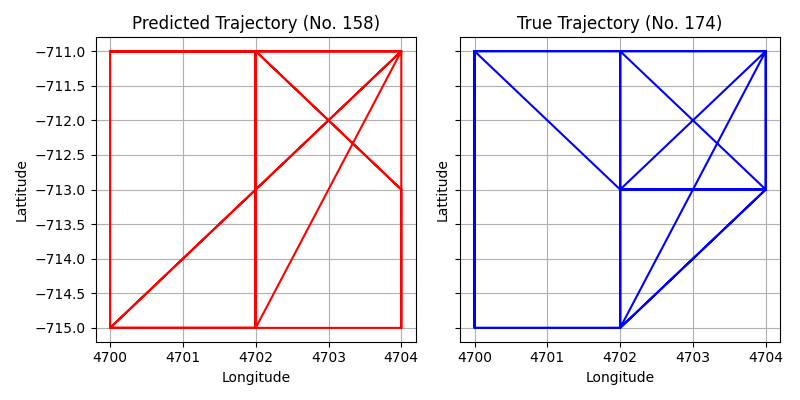 Predicted Trajectory (No. 158)
True Trajectory (No. 174)
−711.0
−711.5
−712.0
−712.5
−713.0
−713.5
−714.0
−714.5
−715.0
Lattitude
Lattitude
4700 4701 4702 4703 4704
4700 4701 4702 4703 4704
Longitude
Longitude